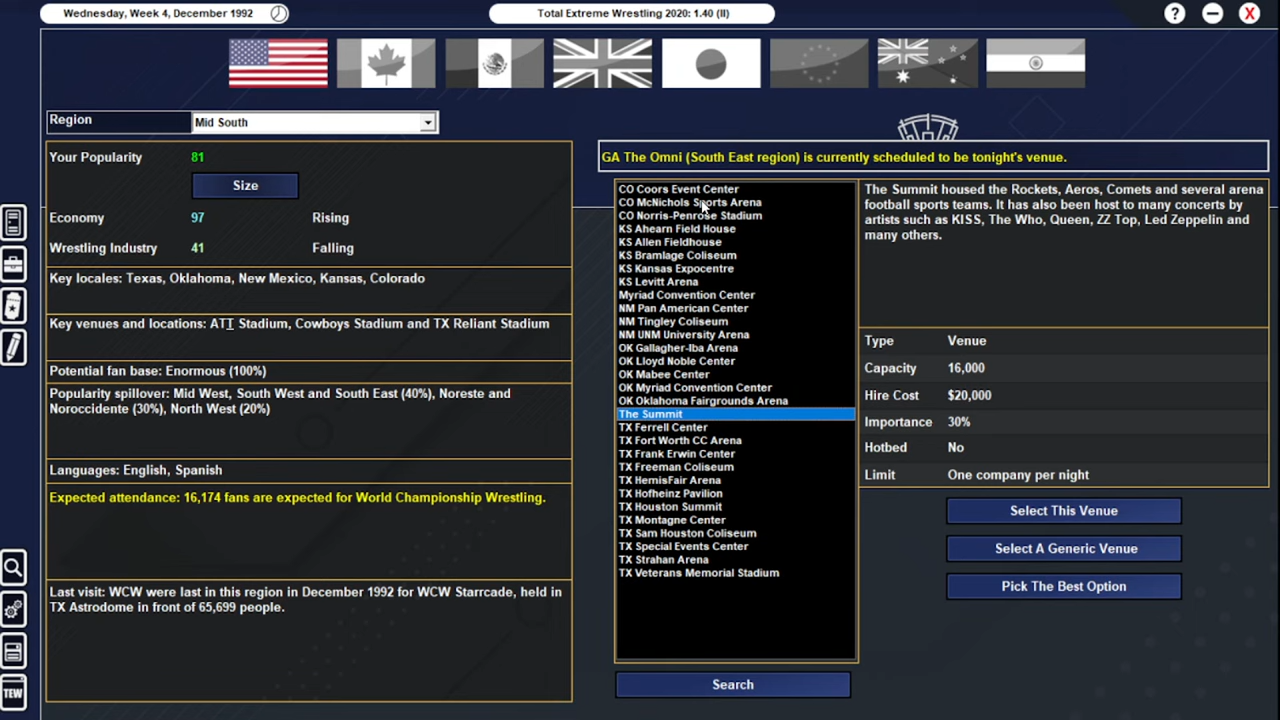 Wednesday, Week 4, December 1992
Total Extreme Wrestling 2020: 1.40 (II)
?
X
Region
Mid South
Your Popularity 81
Size
Economy 97 Rising
Wrestling Industry 41 Falling
Key locales: Texas, Oklahoma, New Mexico, Kansas, Colorado
Key venues and locations: ATT Stadium, Cowboys Stadium and TX Reliant Stadium
Potential fan base: Enormous (100%)
Popularity spillover: Mid West, South West and South East (40%), Noreste and
Noroccidente (30%), North West (20%)
Languages: English, Spanish
Expected attendance: 16,174 fans are expected for World Championship Wrestling.
Last visit: WCW were last in this region in December 1992 for WCW Starrcade, held in
TX Astrodome in front of 65,699 people.
GA The Omni (South East region) is currently scheduled to be tonight's venue.
CO Coors Event Center
CO McNichols Sports Arena
CO Norris-Penrose Stadium
KS Ahearn Field House
KS Allen Fieldhouse
KS Bramlage Coliseum
KS Kansas Expocentre
KS Levitt Arena
Myriad Convention Center
NM Pan American Center
NM Tingley Coliseum
NM UNM University Arena
OK Gallagher-Iba Arena
OK Lloyd Noble Center
OK Mabee Center
OK Myriad Convention Center
OK Oklahoma Fairgrounds Arena
The Summit
TX Ferrell Center
TX Fort Worth CC Arena
TX Frank Erwin Center
TX Freeman Coliseum
TX HemisFair Arena
TX Hofheinz Pavilion
TX Houston Summit
TX Montagne Center
TX Sam Houston Coliseum
TX Special Events Center
TX Strahan Arena
TX Veterans Memorial Stadium
Search
The Summit housed the Rockets, Aeros, Comets and several arena
football sports teams. It has also been host to many concerts by
artists such as KISS, The Who, Queen, ZZ Top, Led Zeppelin and
many others.
Type Venue
Capacity 16,000
Hire Cost $20,000
Importance 30%
Hotbed No
Limit One company per night
Select This Venue
Select A Generic Venue
Pick The Best Option
TEW